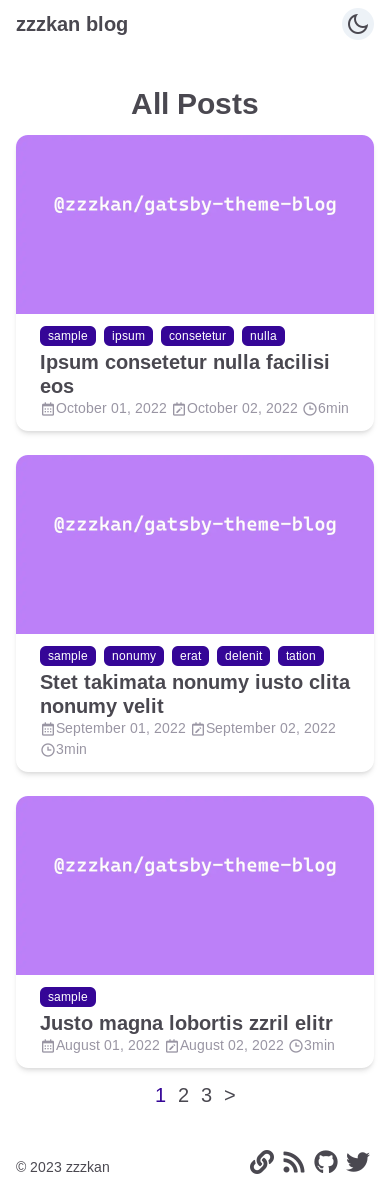 zzzkan blog
All Posts
@zzzkan/gatsby-theme-blog
sample ipsum consetetur nulla
Ipsum consetetur nulla facilisi
eos
October 01, 2022 October 02, 2022 6min
@zzzkan/gatsby-theme-blog
sample nonumy erat delenit tation
Stet takimata nonumy iusto clita
nonumy velit
September 01, 2022 September 02, 2022
3min
@zzzkan/gatsby-theme-blog
sample
Justo magna lobortis zzril elitr
August 01, 2022 August 02, 2022 3min
1 2 3 >
© 2023 zzzkan